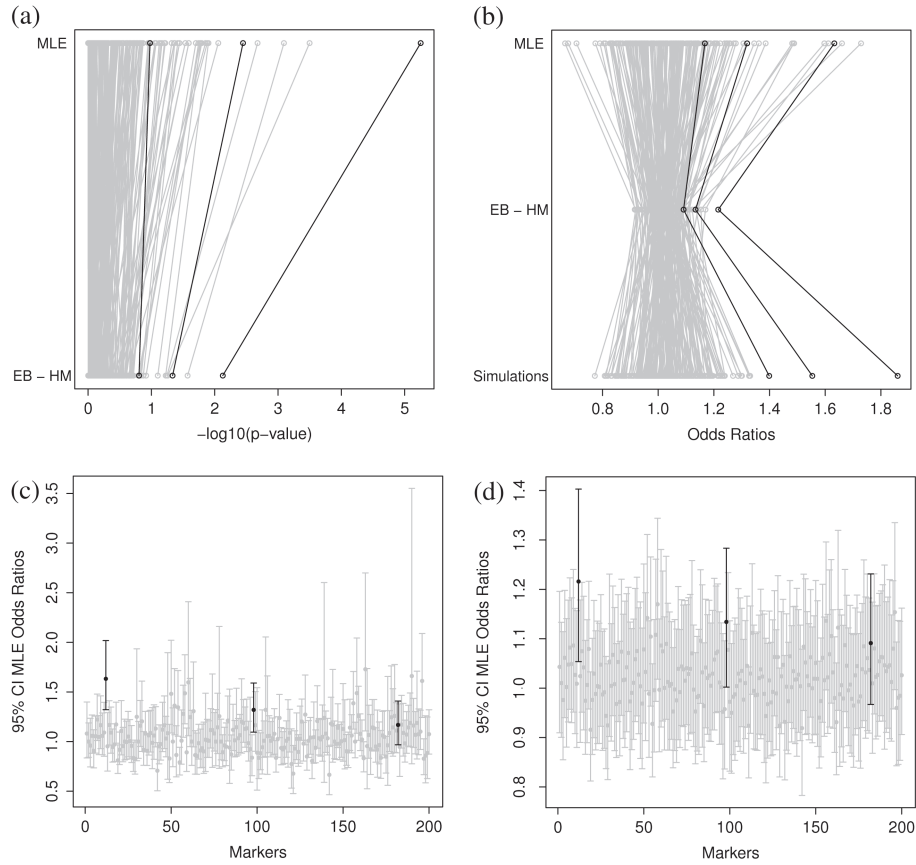 (a)
MLE
EB – HM
0 1 2 3 4 5
–log10(p–value)
(b)
MLE
EB – HM
Simulations
0.8 1.0 1.2 1.4 1.6 1.8
Odds Ratios
(c)
95% CI MLE Odds Ratios
3.5
3.0
2.5
2.0
1.5
1.0
0.5
0 50 100 150 200
Markers
(d)
95% CI MLE Odds Ratios
1.4
1.3
1.2
1.1
1.0
0.9
0.8
0 50 100 150 200
Markers